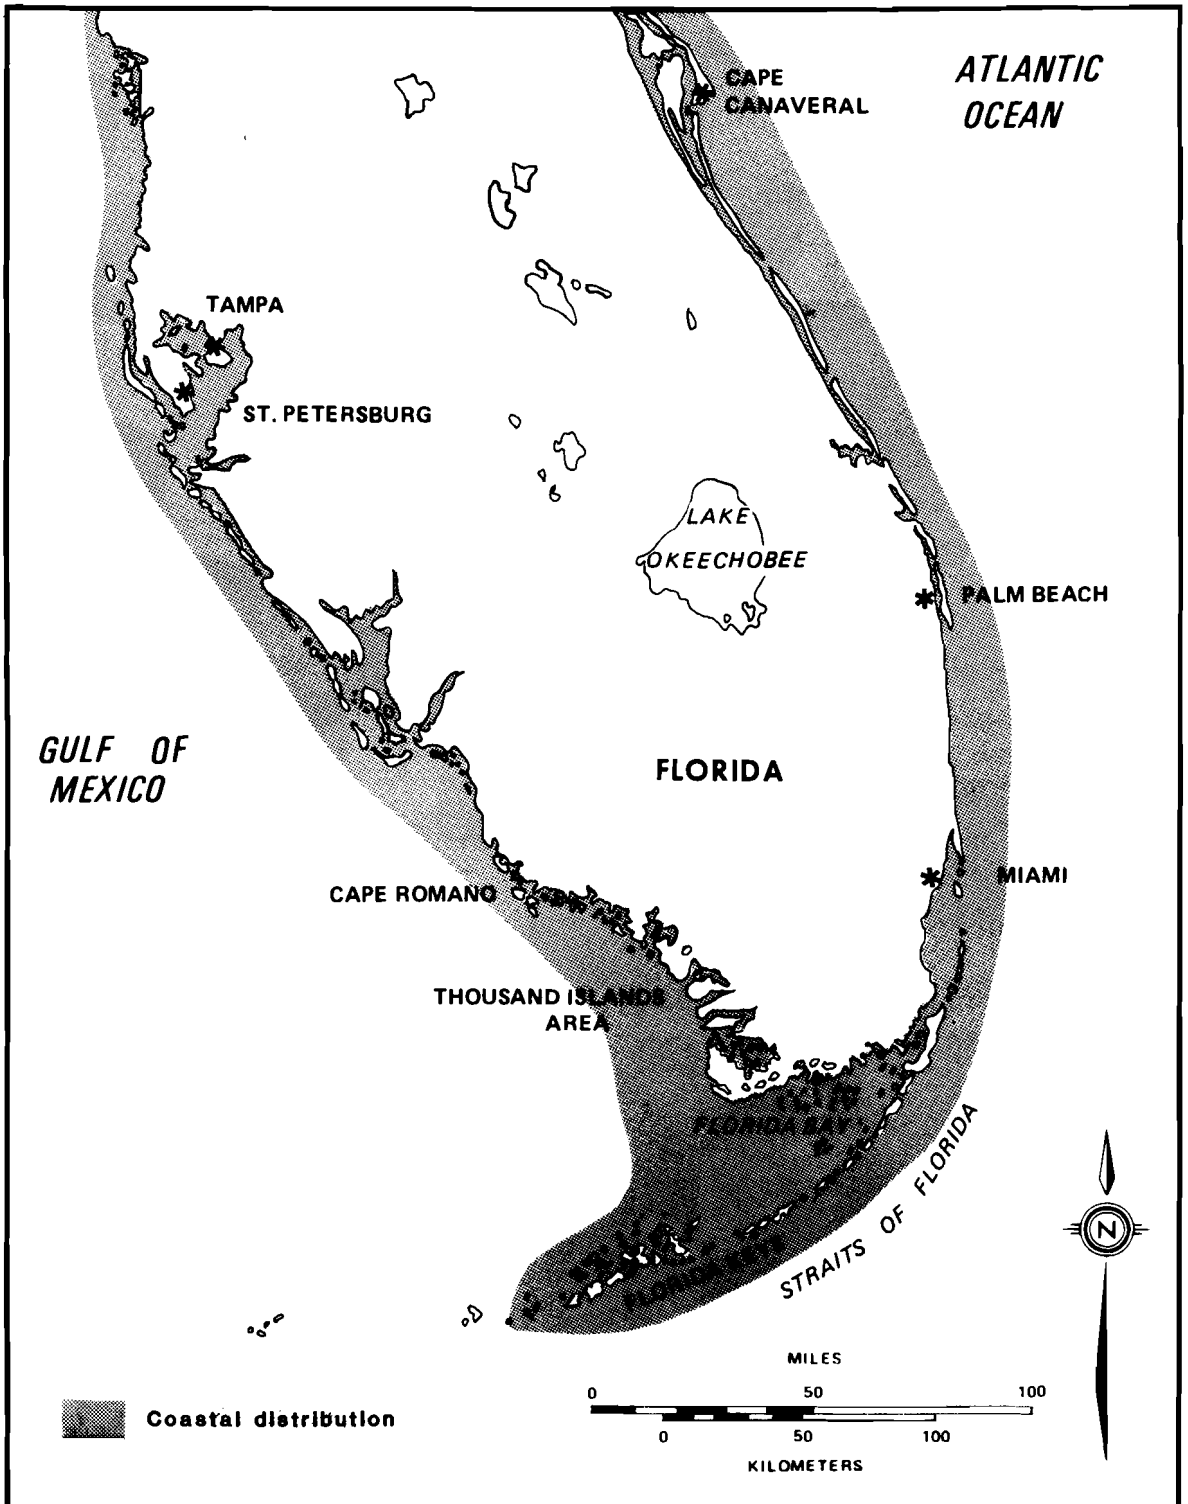 ATLANTIC
OCEAN
CAPE
CANAVERAL
TAMPA
ST. PETERSBURG
LAKE
OKEECHOBEE
PALM BEACH
GULF OF
MEXICO
FLORIDA
MIAMI
CAPE ROMANO
THOUSAND ISLANDS
AREA
FLORIDA BAY
STRAITS OF FLORIDA
FLORIDA KEYS
N
MILES
0 50 100
0 50 100
KILOMETERS
Coastal distribution